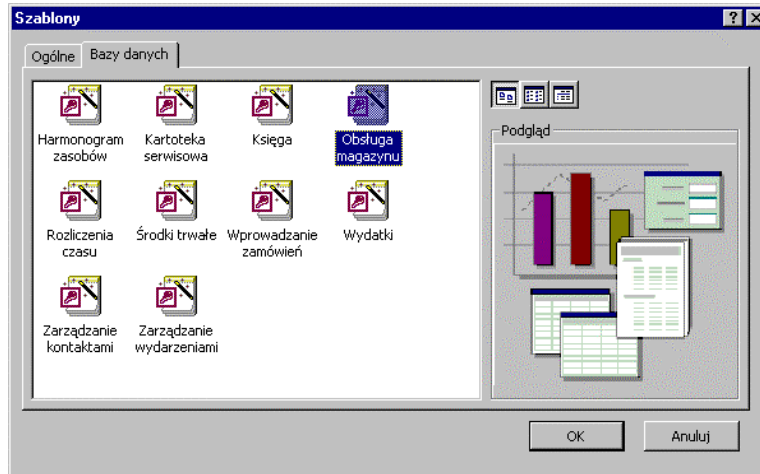 Szablony
Ogólne Bazy danych
Harmonogram zasobów
Kartoteka serwisowa
Księga
Obsługa magazynu
Rozliczenia czasu
Środki trwałe
Wprowadzanie zamówień
Wydatki
Zarządzanie kontaktami
Zarządzanie wydarzeniami
Podgląd
OK Anuluj